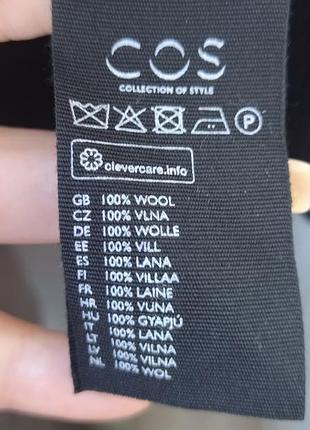 COS
COLLECTION OF STYLE
P
clevercare.info
GB 100% WOOL
CZ 100% VLNA
DE 100% WOLLE
EE 100% VILL
ES 100% LANA
FI 100% VILLAA
FR 100% LAINE
HR 100% VUNA
HU 100% GYAPJÚ
IT 100% LANA
LT 100% VILNA
LV 100% VILNA
NL 100% WOL